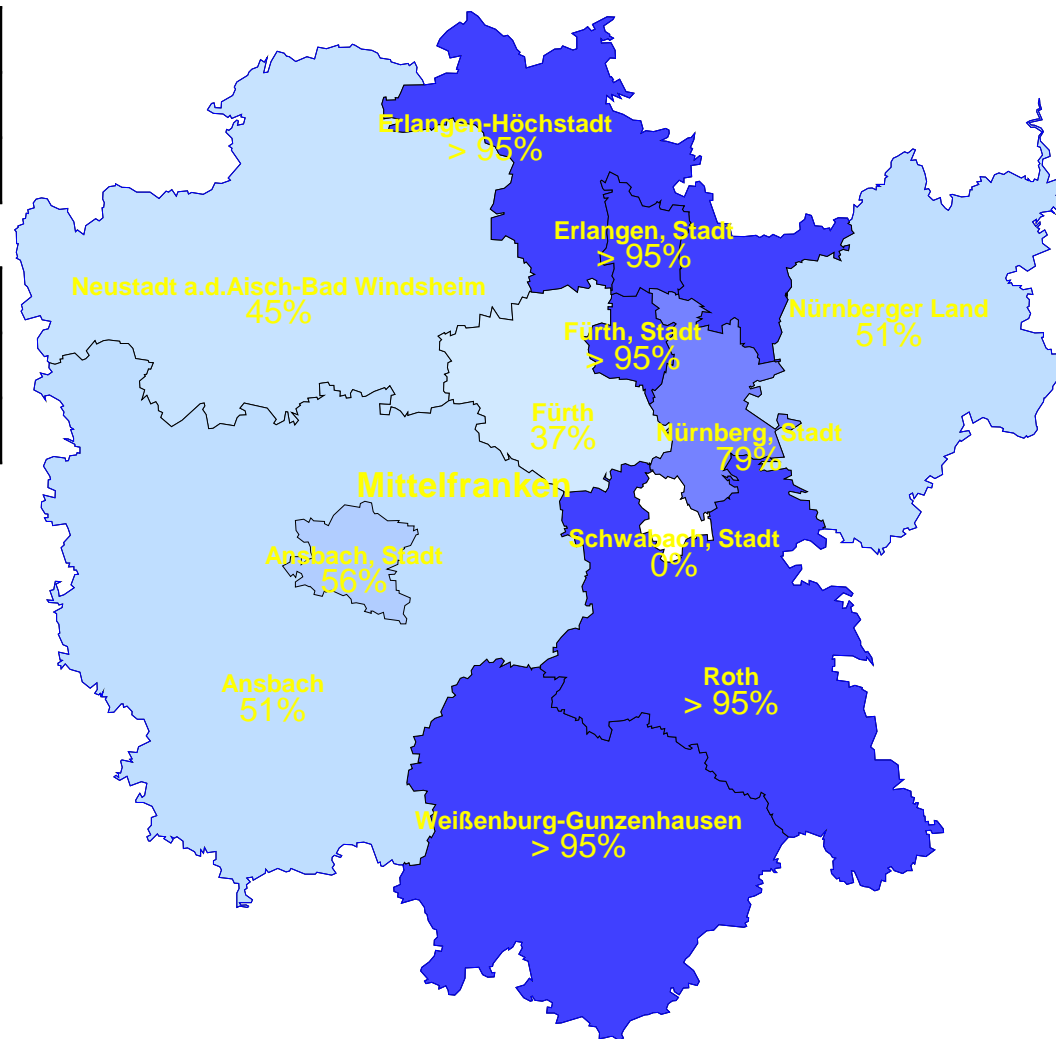 Erlangen-Höchstadt
> 95%
Erlangen, Stadt
> 95%
Neustadt a.d.Aisch-Bad Windsheim
45%
Nürnberger Land
51%
Fürth, Stadt
> 95%
Fürth
37%
Nürnberg, Stadt
79%
Mittelfranken
Ansbach, Stadt
56%
Schwabach, Stadt
0%
Ansbach
51%
Roth
> 95%
Weißenburg-Gunzenhausen
> 95%